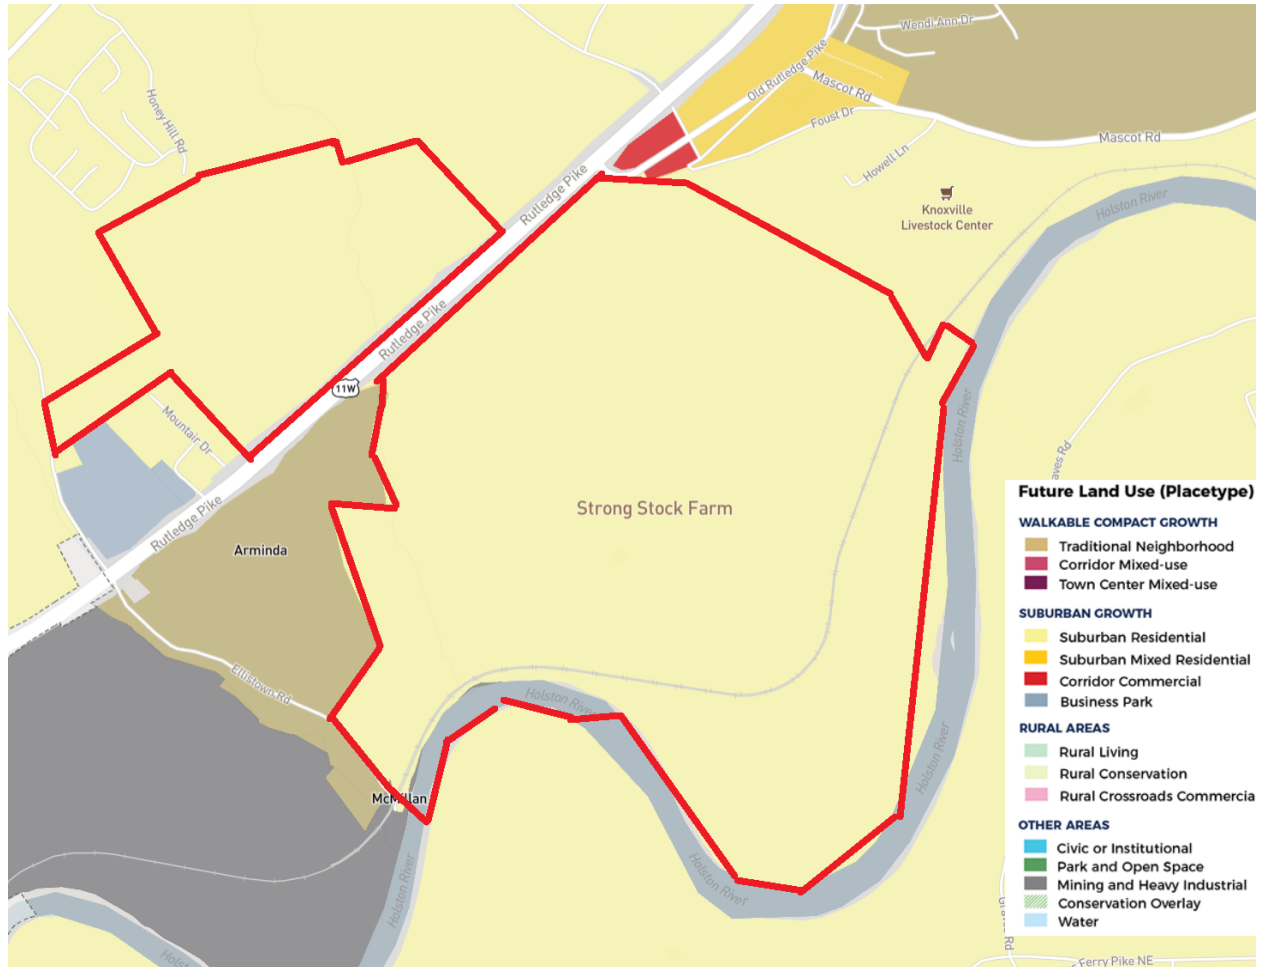 Wendi Ann Dr
Old Rutledge Pike
Mascot Rd
Foust Dr
Mascot Rd
Honey Hill Rd
Howell Ln
Rutledge Pike
Knoxville
Livestock Center
Holston River
Rutledge Pike
11W
Holston River
Mountair Dr
aves Rd
Strong Stock Farm
Rutledge Pike
Arminda
Ellistown Rd
Holston River
Holston River
McMillan
Holston River
Holston River
Holst
Rd
Ferry Pike NE
Future Land Use (Placetype)
WALKABLE COMPACT GROWTH
Traditional Neighborhood
Corridor Mixed-use
Town Center Mixed-use
SUBURBAN GROWTH
Suburban Residential
Suburban Mixed Residential
Corridor Commercial
Business Park
RURAL AREAS
Rural Living
Rural Conservation
Rural Crossroads Commercia
OTHER AREAS
Civic or Institutional
Park and Open Space
Mining and Heavy Industrial
Conservation Overlay
Water